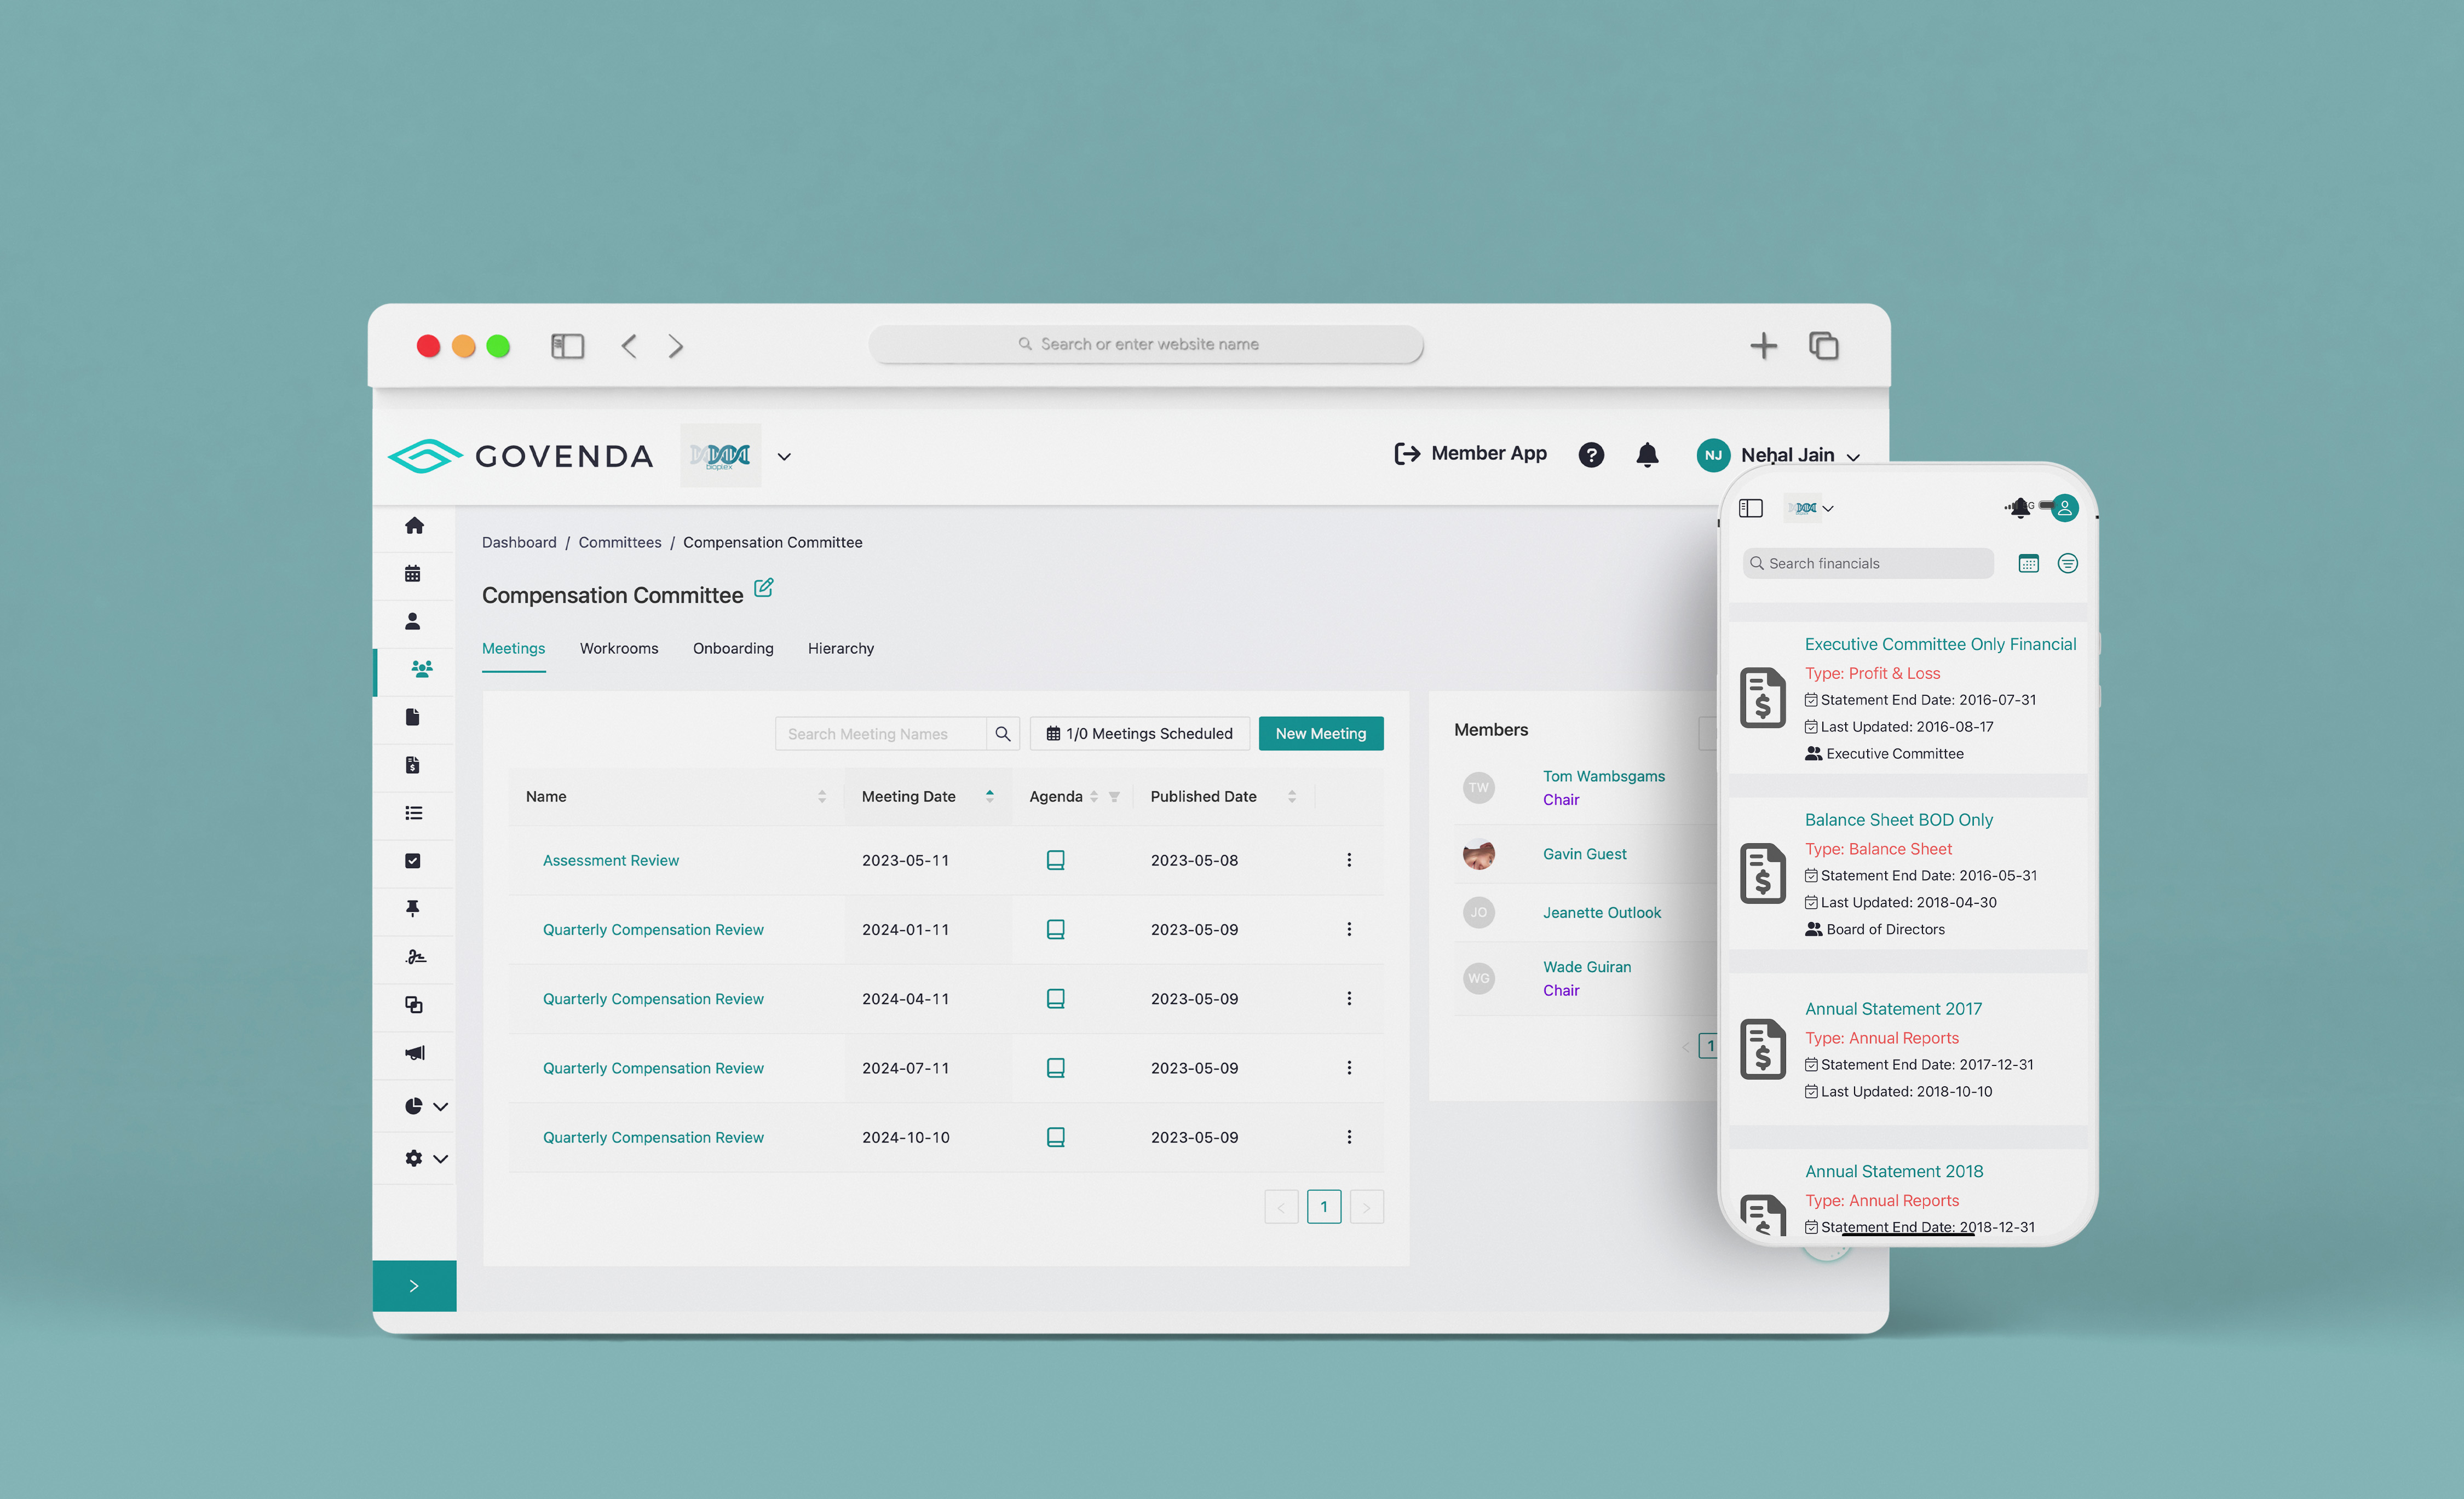 Search or enter website name
GOVENDA
bioplex
Member App
?
NJ
Nehal Jain
Dashboard / Committees / Compensation Committee
Compensation Committee
Meetings
Workrooms
Onboarding
Hierarchy
Search Meeting Names
1/0 Meetings Scheduled
New Meeting
Name
Meeting Date
Agenda
Published Date
Assessment Review
2023-05-11
2023-05-08
Quarterly Compensation Review
2024-01-11
2023-05-09
Quarterly Compensation Review
2024-04-11
2023-05-09
Quarterly Compensation Review
2024-07-11
2023-05-09
Quarterly Compensation Review
2024-10-10
2023-05-09
1
Members
TW
Tom Wambsgams
Chair
Gavin Guest
JO
Jeanette Outlook
WG
Wade Guiran
Chair
1
Search financials
Executive Committee Only Financial
Type: Profit & Loss
Statement End Date: 2016-07-31
Last Updated: 2016-08-17
Executive Committee
Balance Sheet BOD Only
Type: Balance Sheet
Statement End Date: 2016-05-31
Last Updated: 2018-04-30
Board of Directors
Annual Statement 2017
Type: Annual Reports
Statement End Date: 2017-12-31
Last Updated: 2018-10-10
Annual Statement 2018
Type: Annual Reports
Statement End Date: 2018-12-31